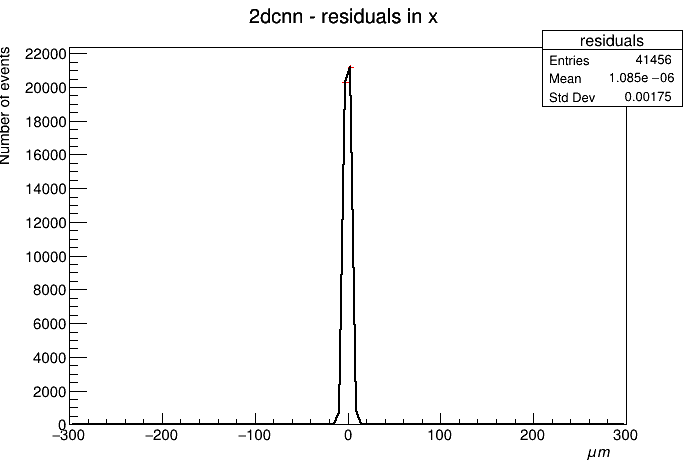 2dcnn - residuals in x
residuals
Entries 41456
Mean 1.085e−06
Std Dev 0.00175
Number of events
22000
20000
18000
16000
14000
12000
10000
8000
6000
4000
2000
0
−300 −200 −100 0 100 200 300
μm